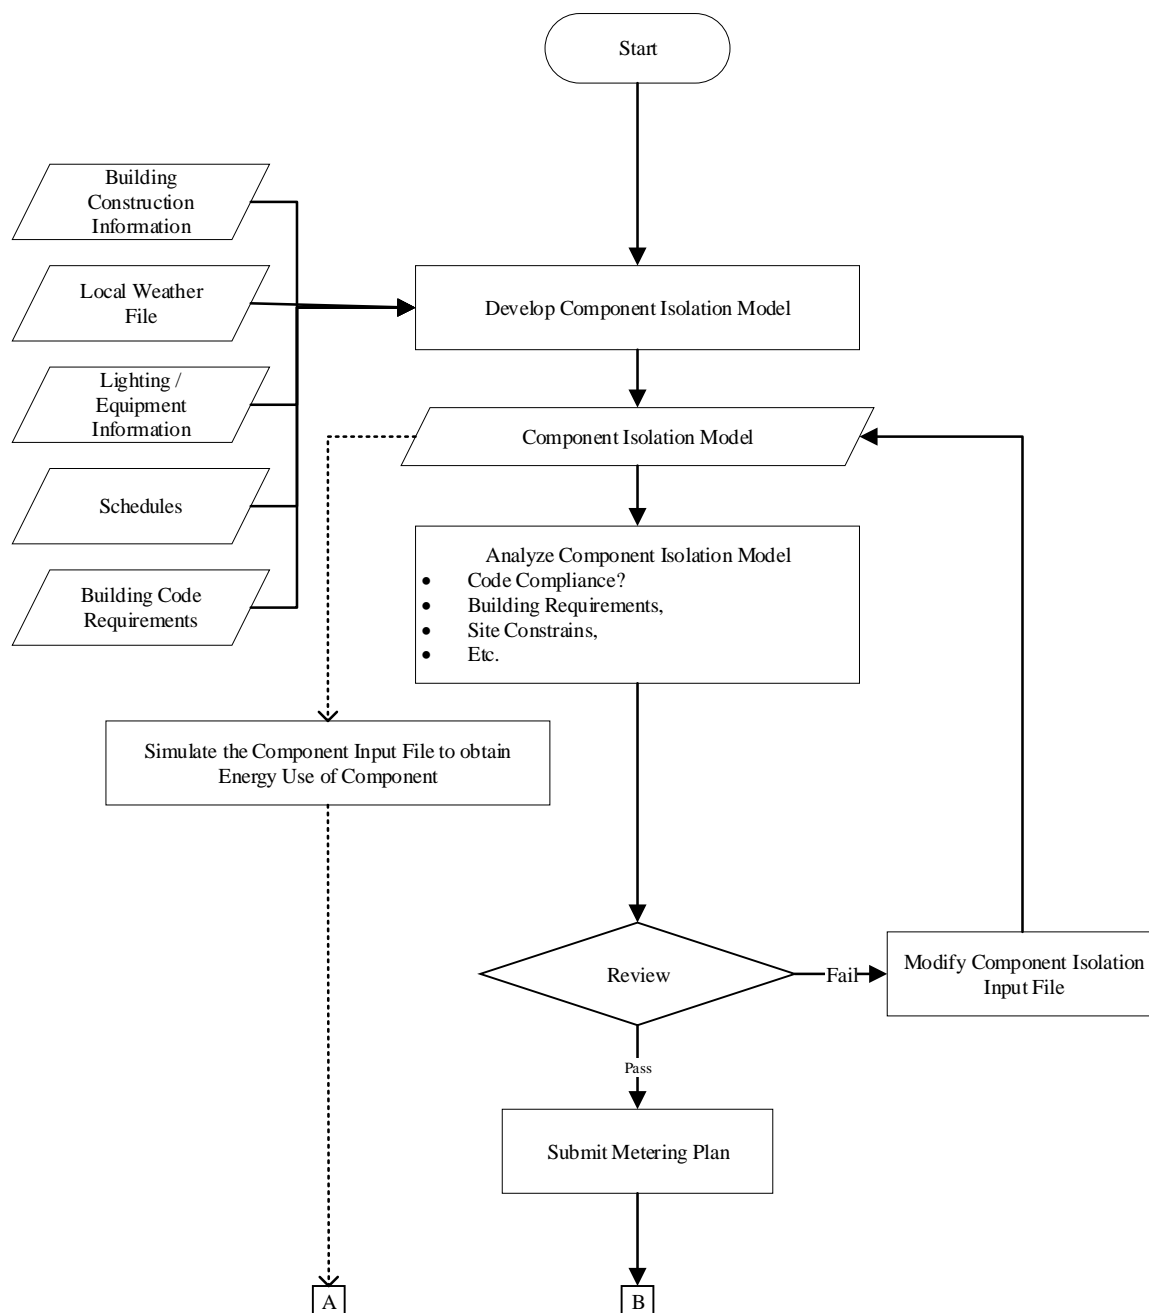 Start
Building
Construction
Information
Local Weather
File
Lighting /
Equipment
Information
Schedules
Building Code
Requirements
Develop Component Isolation Model
Component Isolation Model
Analyze Component Isolation Model
• Code Compliance?
• Building Requirements,
• Site Constrains,
• Etc.
Simulate the Component Input File to obtain
Energy Use of Component
Review
Fail
Modify Component Isolation
Input File
Pass
Submit Metering Plan
A
B